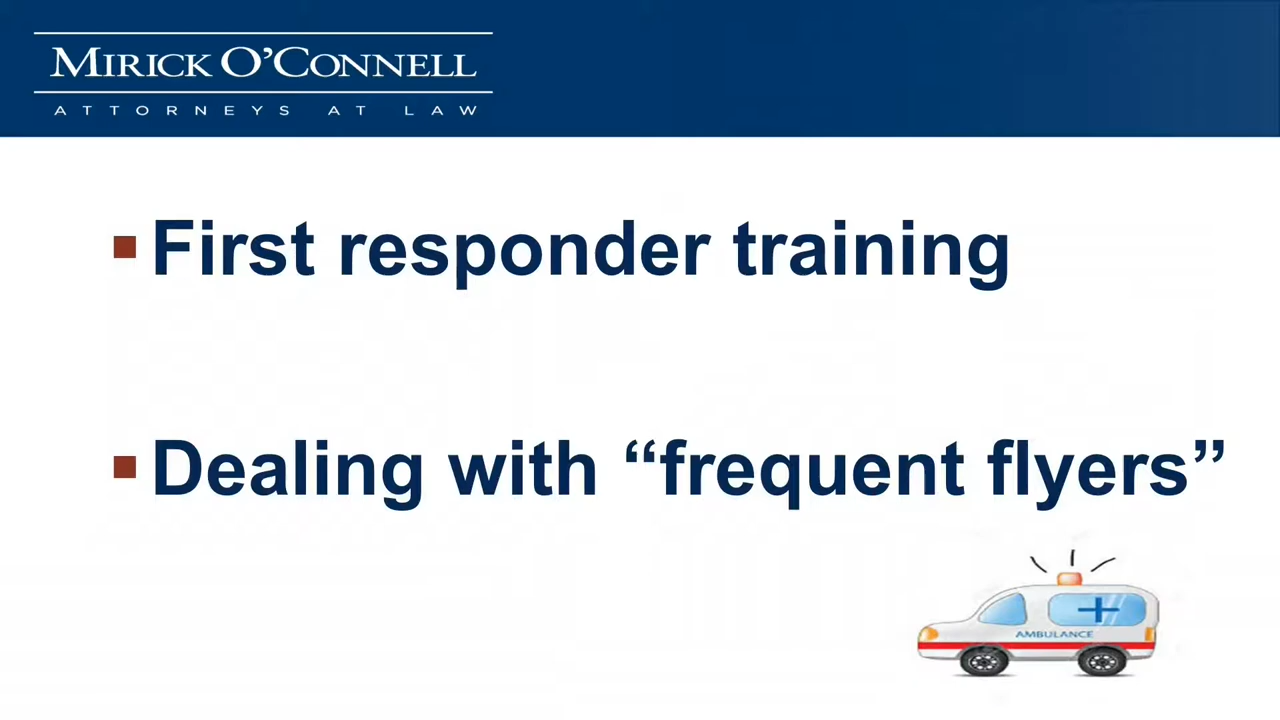 MIRICK O’CONNELL
ATTORNEYS AT LAW
First responder training
Dealing with “frequent flyers”
AMBULANCE